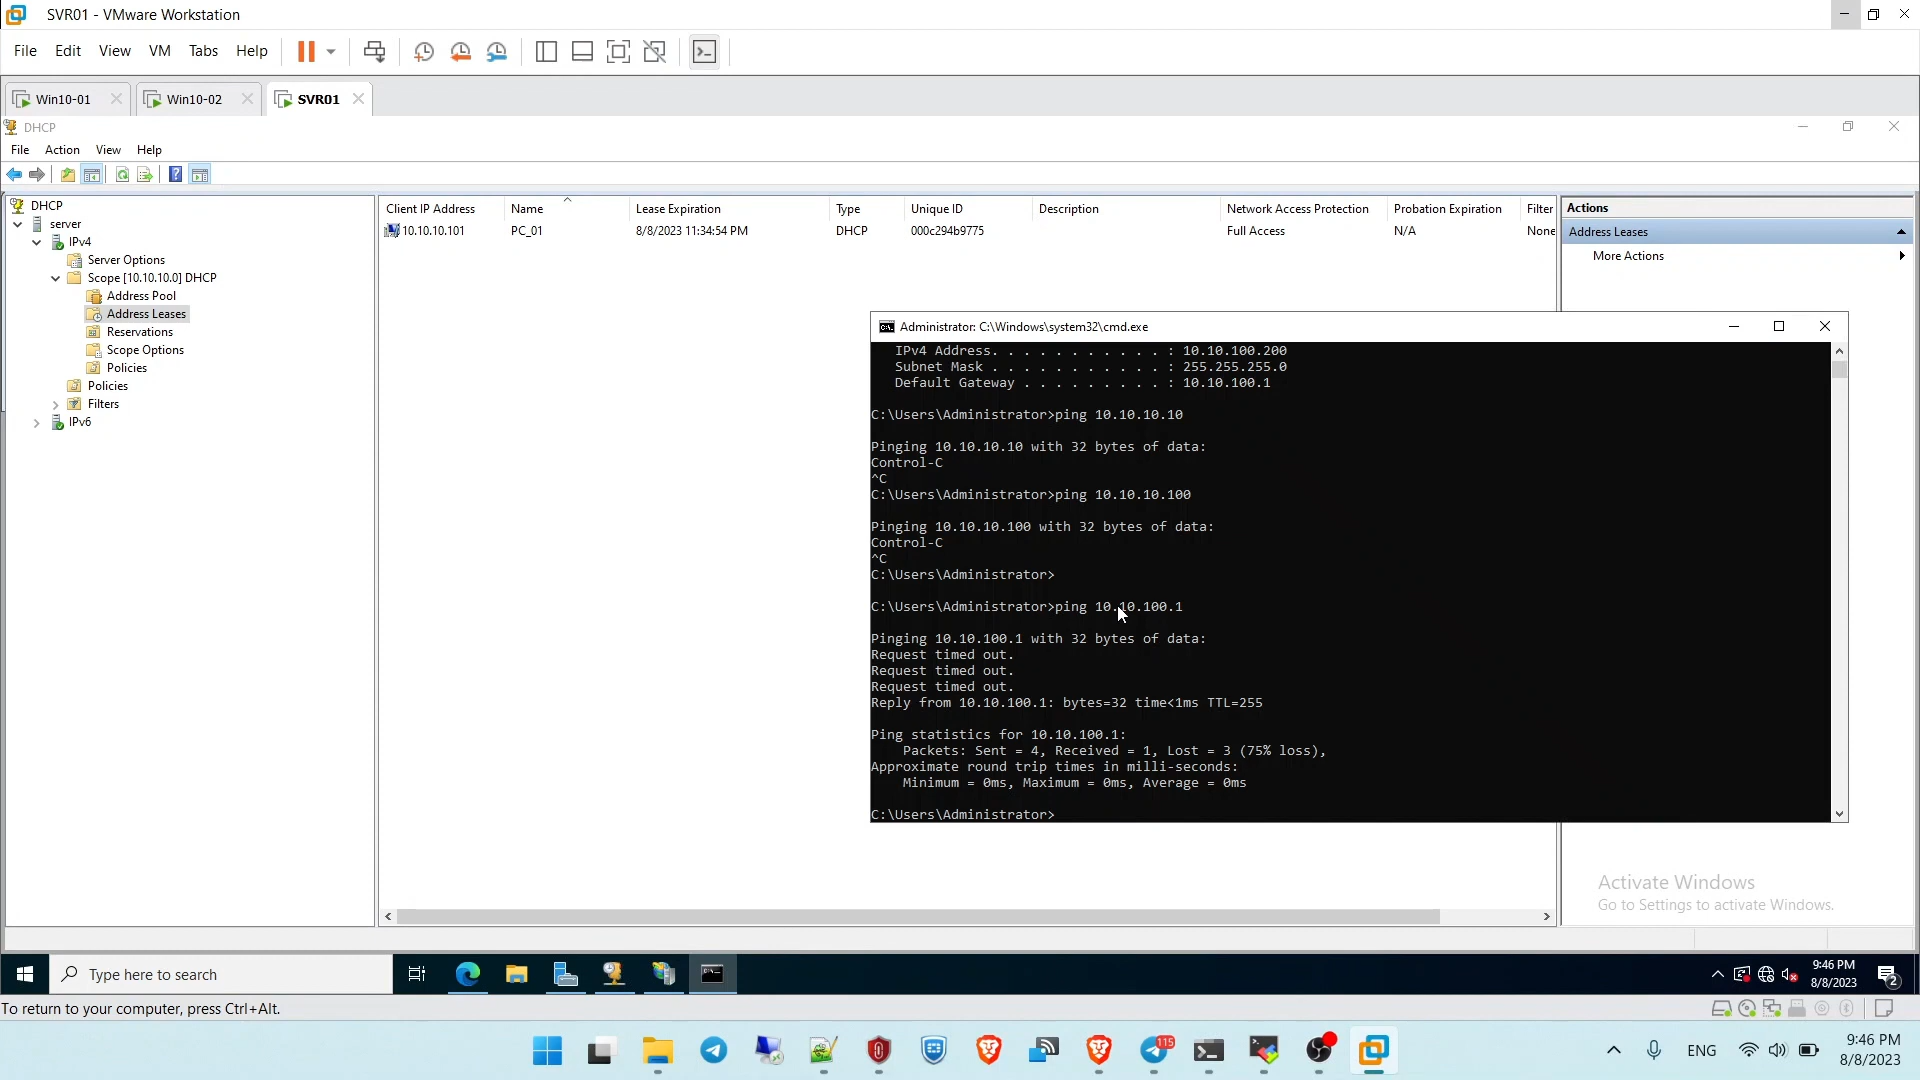 SVR01 - VMware Workstation
File Edit View VM Tabs Help
Win10-01 Win10-02 SVR01
DHCP
File Action View Help
DHCP
server
IPv4
Server Options
Scope [10.10.10.0] DHCP
Address Pool
Address Leases
Reservations
Scope Options
Policies
Policies
Filters
IPv6
Client IP Address Name Lease Expiration Type Unique ID Description Network Access Protection Probation Expiration Filter
10.10.10.101 PC_01 8/8/2023 11:34:54 PM DHCP 000c294b9775 Full Access N/A None
Actions
Address Leases
More Actions
Administrator: C:\Windows\system32\cmd.exe
IPv4 Address. . . . . . . . . . . : 10.10.100.200
Subnet Mask . . . . . . . . . . . : 255.255.255.0
Default Gateway . . . . . . . . . : 10.10.100.1
C:\Users\Administrator>ping 10.10.10.10
Pinging 10.10.10.10 with 32 bytes of data:
Control-C
^C
C:\Users\Administrator>ping 10.10.10.100
Pinging 10.10.10.100 with 32 bytes of data:
Control-C
^C
C:\Users\Administrator>
C:\Users\Administrator>ping 10.10.100.1
Pinging 10.10.100.1 with 32 bytes of data:
Request timed out.
Request timed out.
Request timed out.
Reply from 10.10.100.1: bytes=32 time<1ms TTL=255
Ping statistics for 10.10.100.1:
Packets: Sent = 4, Received = 1, Lost = 3 (75% loss),
Approximate round trip times in milli-seconds:
Minimum = 0ms, Maximum = 0ms, Average = 0ms
C:\Users\Administrator>
Activate Windows
Go to Settings to activate Windows.
Type here to search
9:46 PM
8/8/2023
2
To return to your computer, press Ctrl+Alt.
115
ENG
9:46 PM
8/8/2023